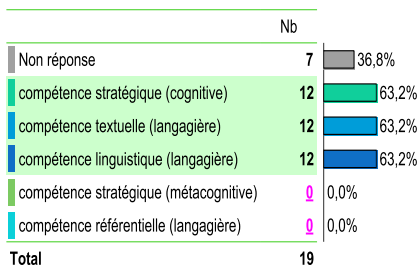 Nb
Non réponse 7 36,8%
compétence stratégique (cognitive) 12 63,2%
compétence textuelle (langagière) 12 63,2%
compétence linguistique (langagière) 12 63,2%
compétence stratégique (métacognitive) 0 0,0%
compétence référentielle (langagière) 0 0,0%
Total 19